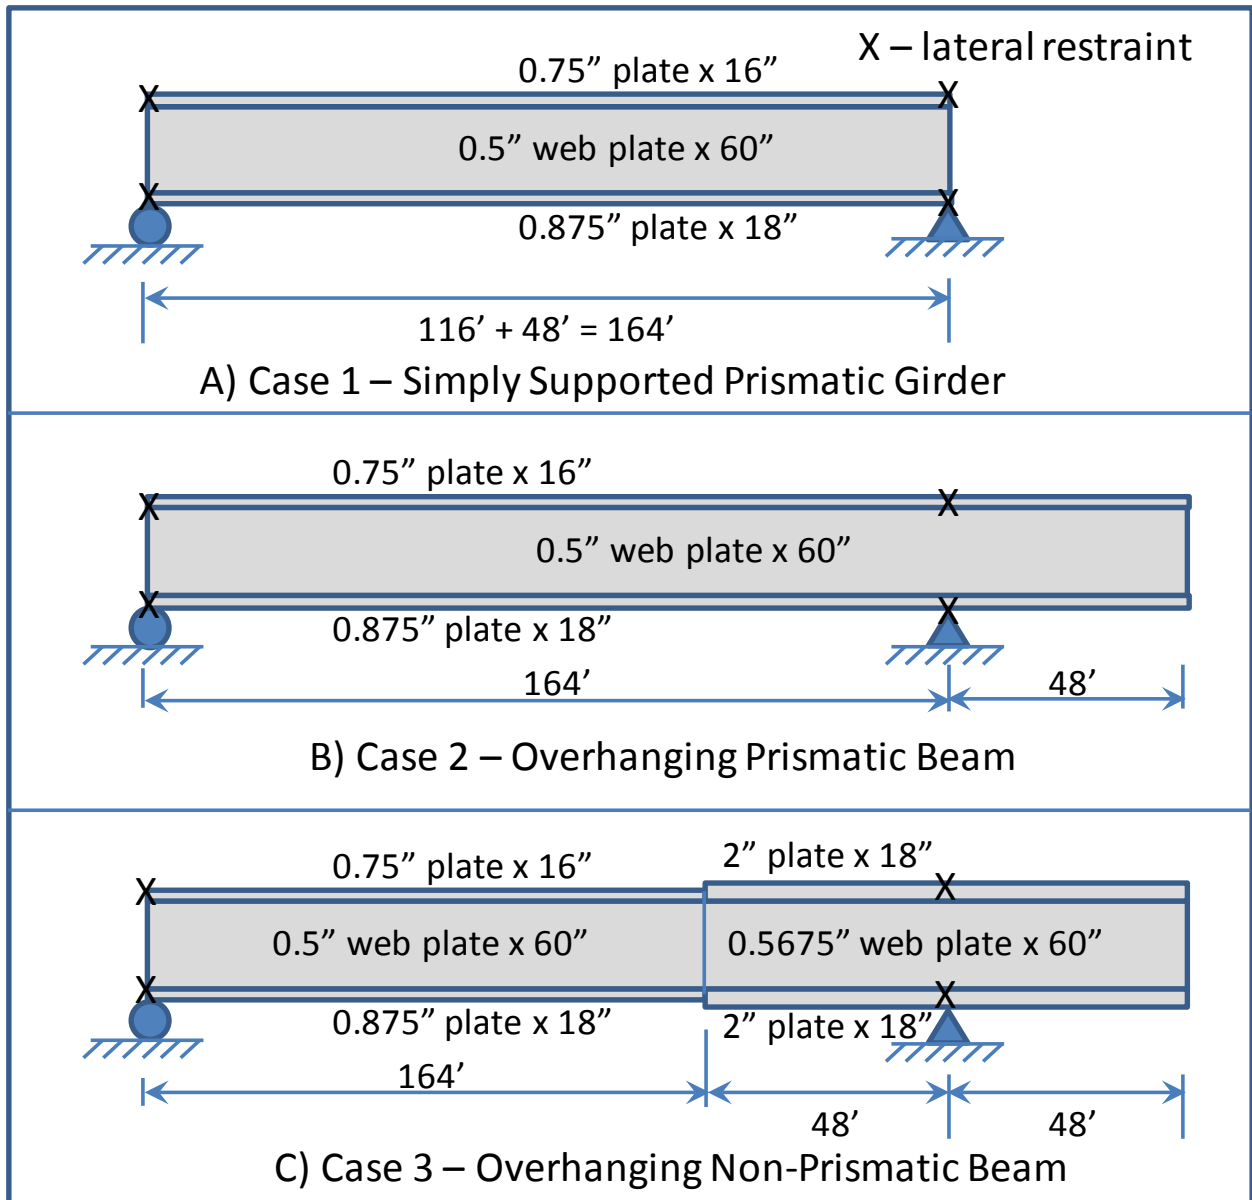 X – lateral restraint
0.75” plate x 16”
X
X
0.5” web plate x 60”
X
X
0.875” plate x 18”
116’ + 48’ = 164’
A) Case 1 – Simply Supported Prismatic Girder
0.75” plate x 16”
X
X
0.5” web plate x 60”
X
X
0.875” plate x 18”
164’
48’
B) Case 2 – Overhanging Prismatic Beam
0.75” plate x 16”
2” plate x 18”
X
X
0.5” web plate x 60”
0.5675” web plate x 60”
X
X
0.875” plate x 18”
2” plate x 18”
164’
48’
48’
C) Case 3 – Overhanging Non-Prismatic Beam